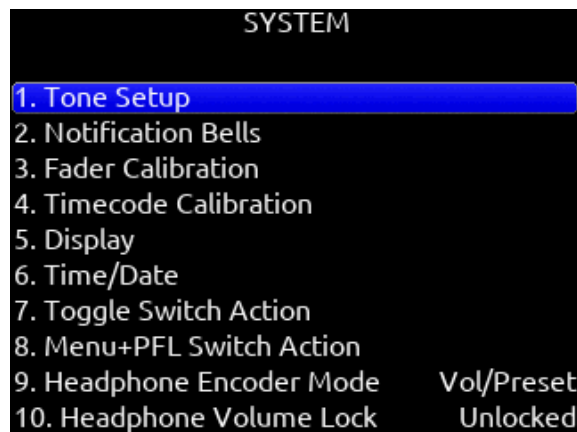 SYSTEM
1. Tone Setup
2. Notification Bells
3. Fader Calibration
4. Timecode Calibration
5. Display
6. Time/Date
7. Toggle Switch Action
8. Menu+PFL Switch Action
9. Headphone Encoder Mode Vol/Preset
10. Headphone Volume Lock Unlocked